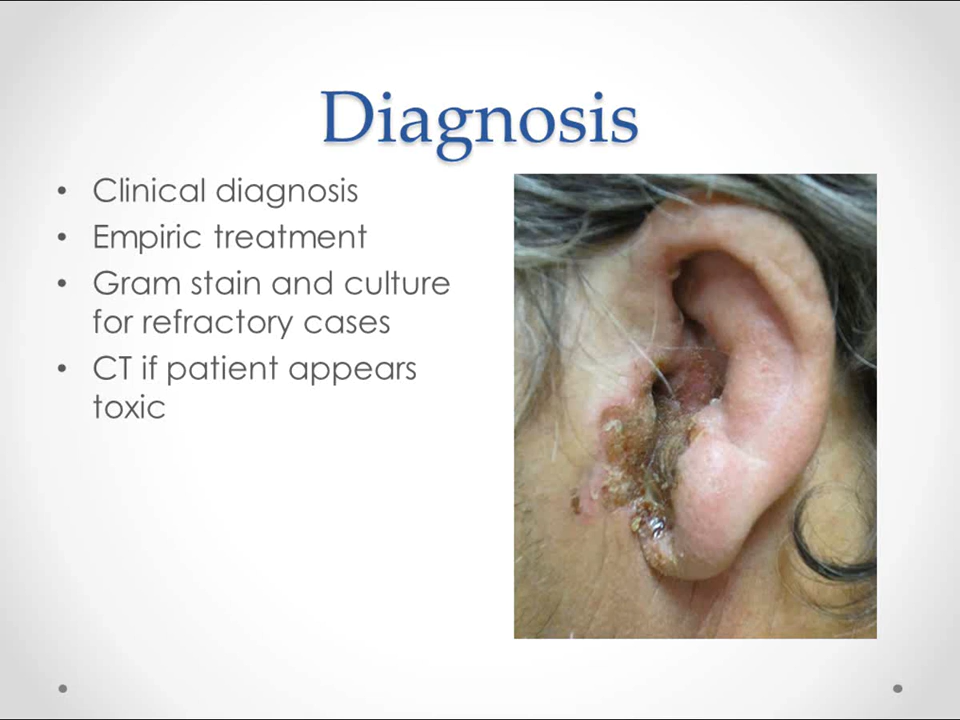 Diagnosis
• Clinical diagnosis
• Empiric treatment
• Gram stain and culture
for refractory cases
• CT if patient appears
toxic